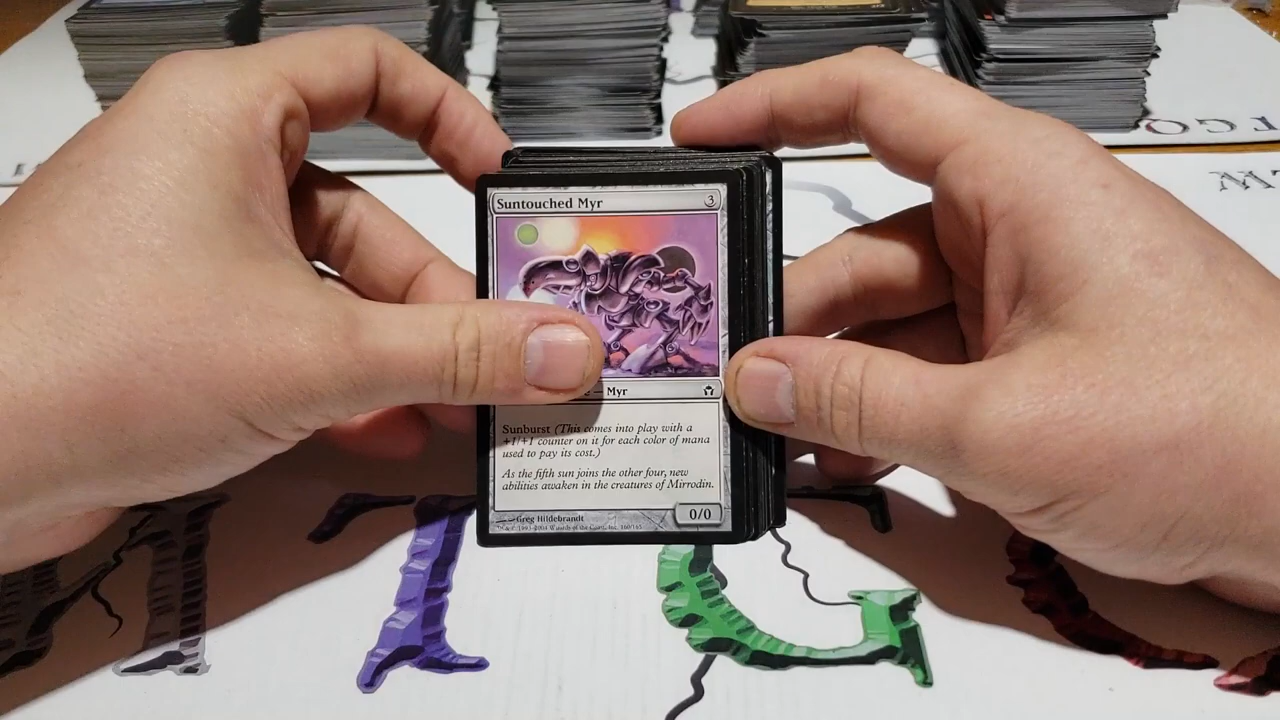 Suntouched Myr 3
— Myr
Sunburst (This comes into play with a
+1/+1 counter on it for each color of mana
used to pay its cost.)
As the fifth sun joins the other four, new
abilities awaken in the creatures of Mirrodin.
0/0
Greg Hildebrandt
160/165